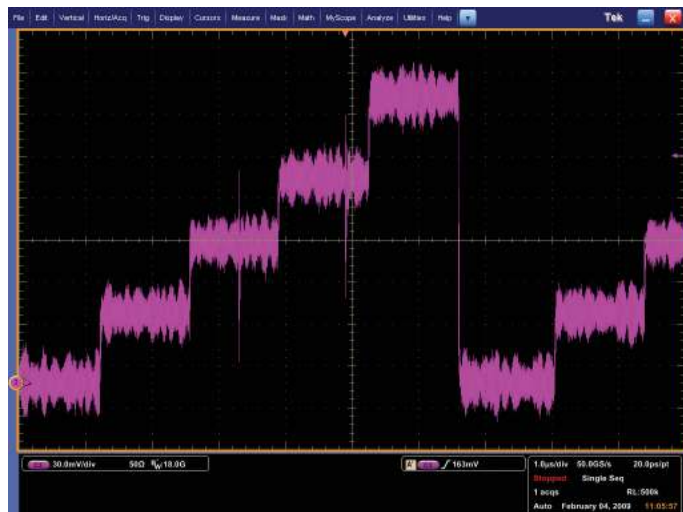 File Edit Vertical Horiz/Acq Trig Display Cursors Measure Mask Math MyScope Analyze Utilities Help Tek
30.0mV/div 50Ω BW:18.0G
A' 163mV
1.0µs/div 50.0GS/s 20.0ps/pt
Stopped Single Seq
1 acqs RL:500k
Auto February 04, 2009 11:05:57